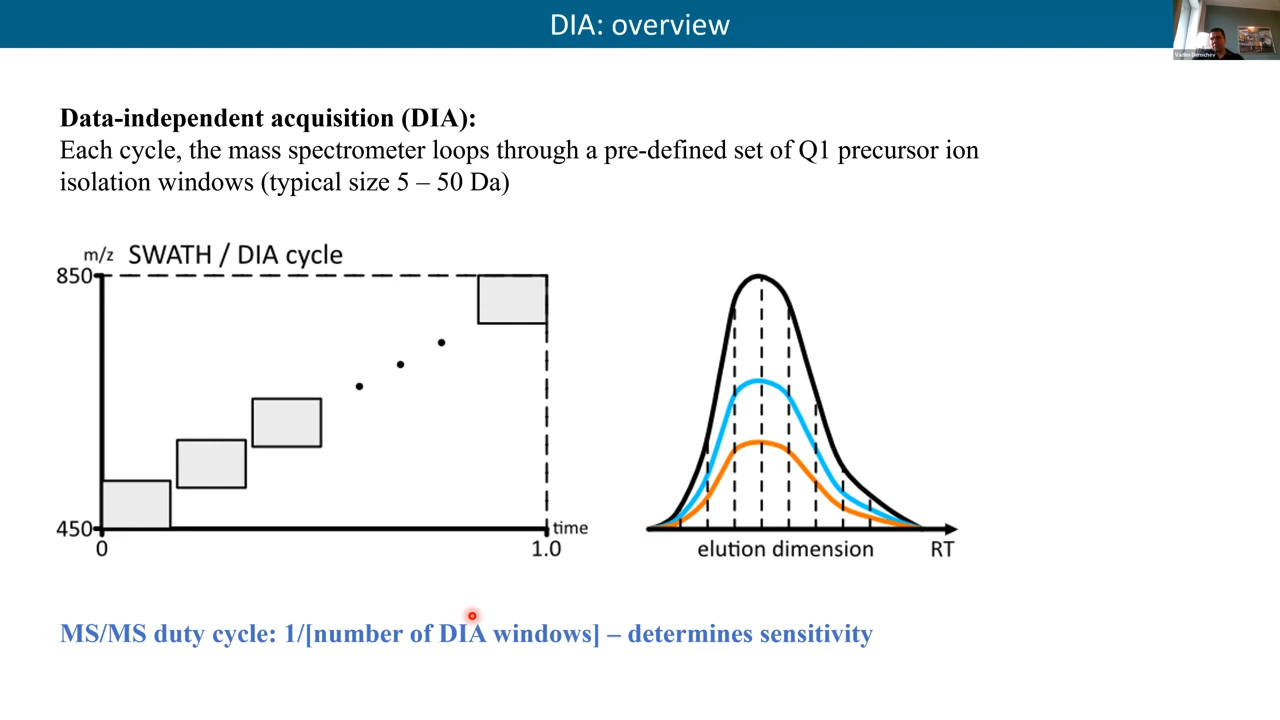 DIA: overview
Vadim Demichev
Data-independent acquisition (DIA):
Each cycle, the mass spectrometer loops through a pre-defined set of Q1 precursor ion
isolation windows (typical size 5 – 50 Da)
m/z SWATH / DIA cycle
850
450
time
0
1.0
elution dimension
RT
MS/MS duty cycle: 1/[number of DIA windows] – determines sensitivity